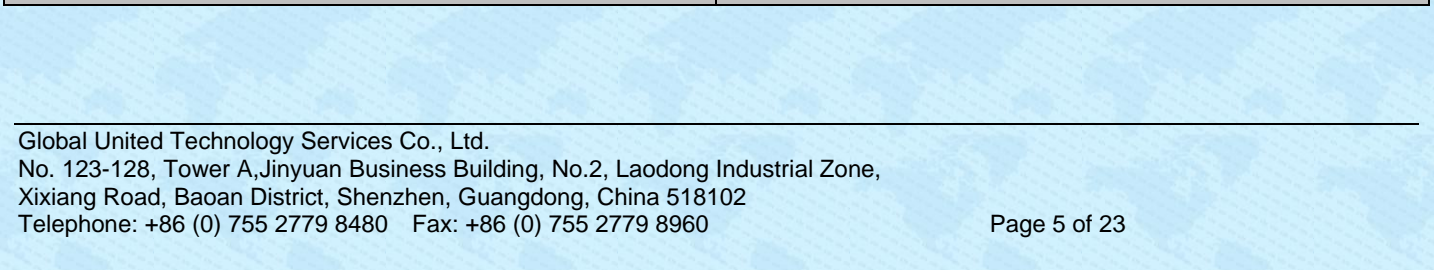 Global United Technology Services Co., Ltd.
No. 123-128, Tower A,Jinyuan Business Building, No.2, Laodong Industrial Zone,
Xixiang Road, Baoan District, Shenzhen, Guangdong, China 518102
Telephone: +86 (0) 755 2779 8480 Fax: +86 (0) 755 2779 8960 Page 5 of 23